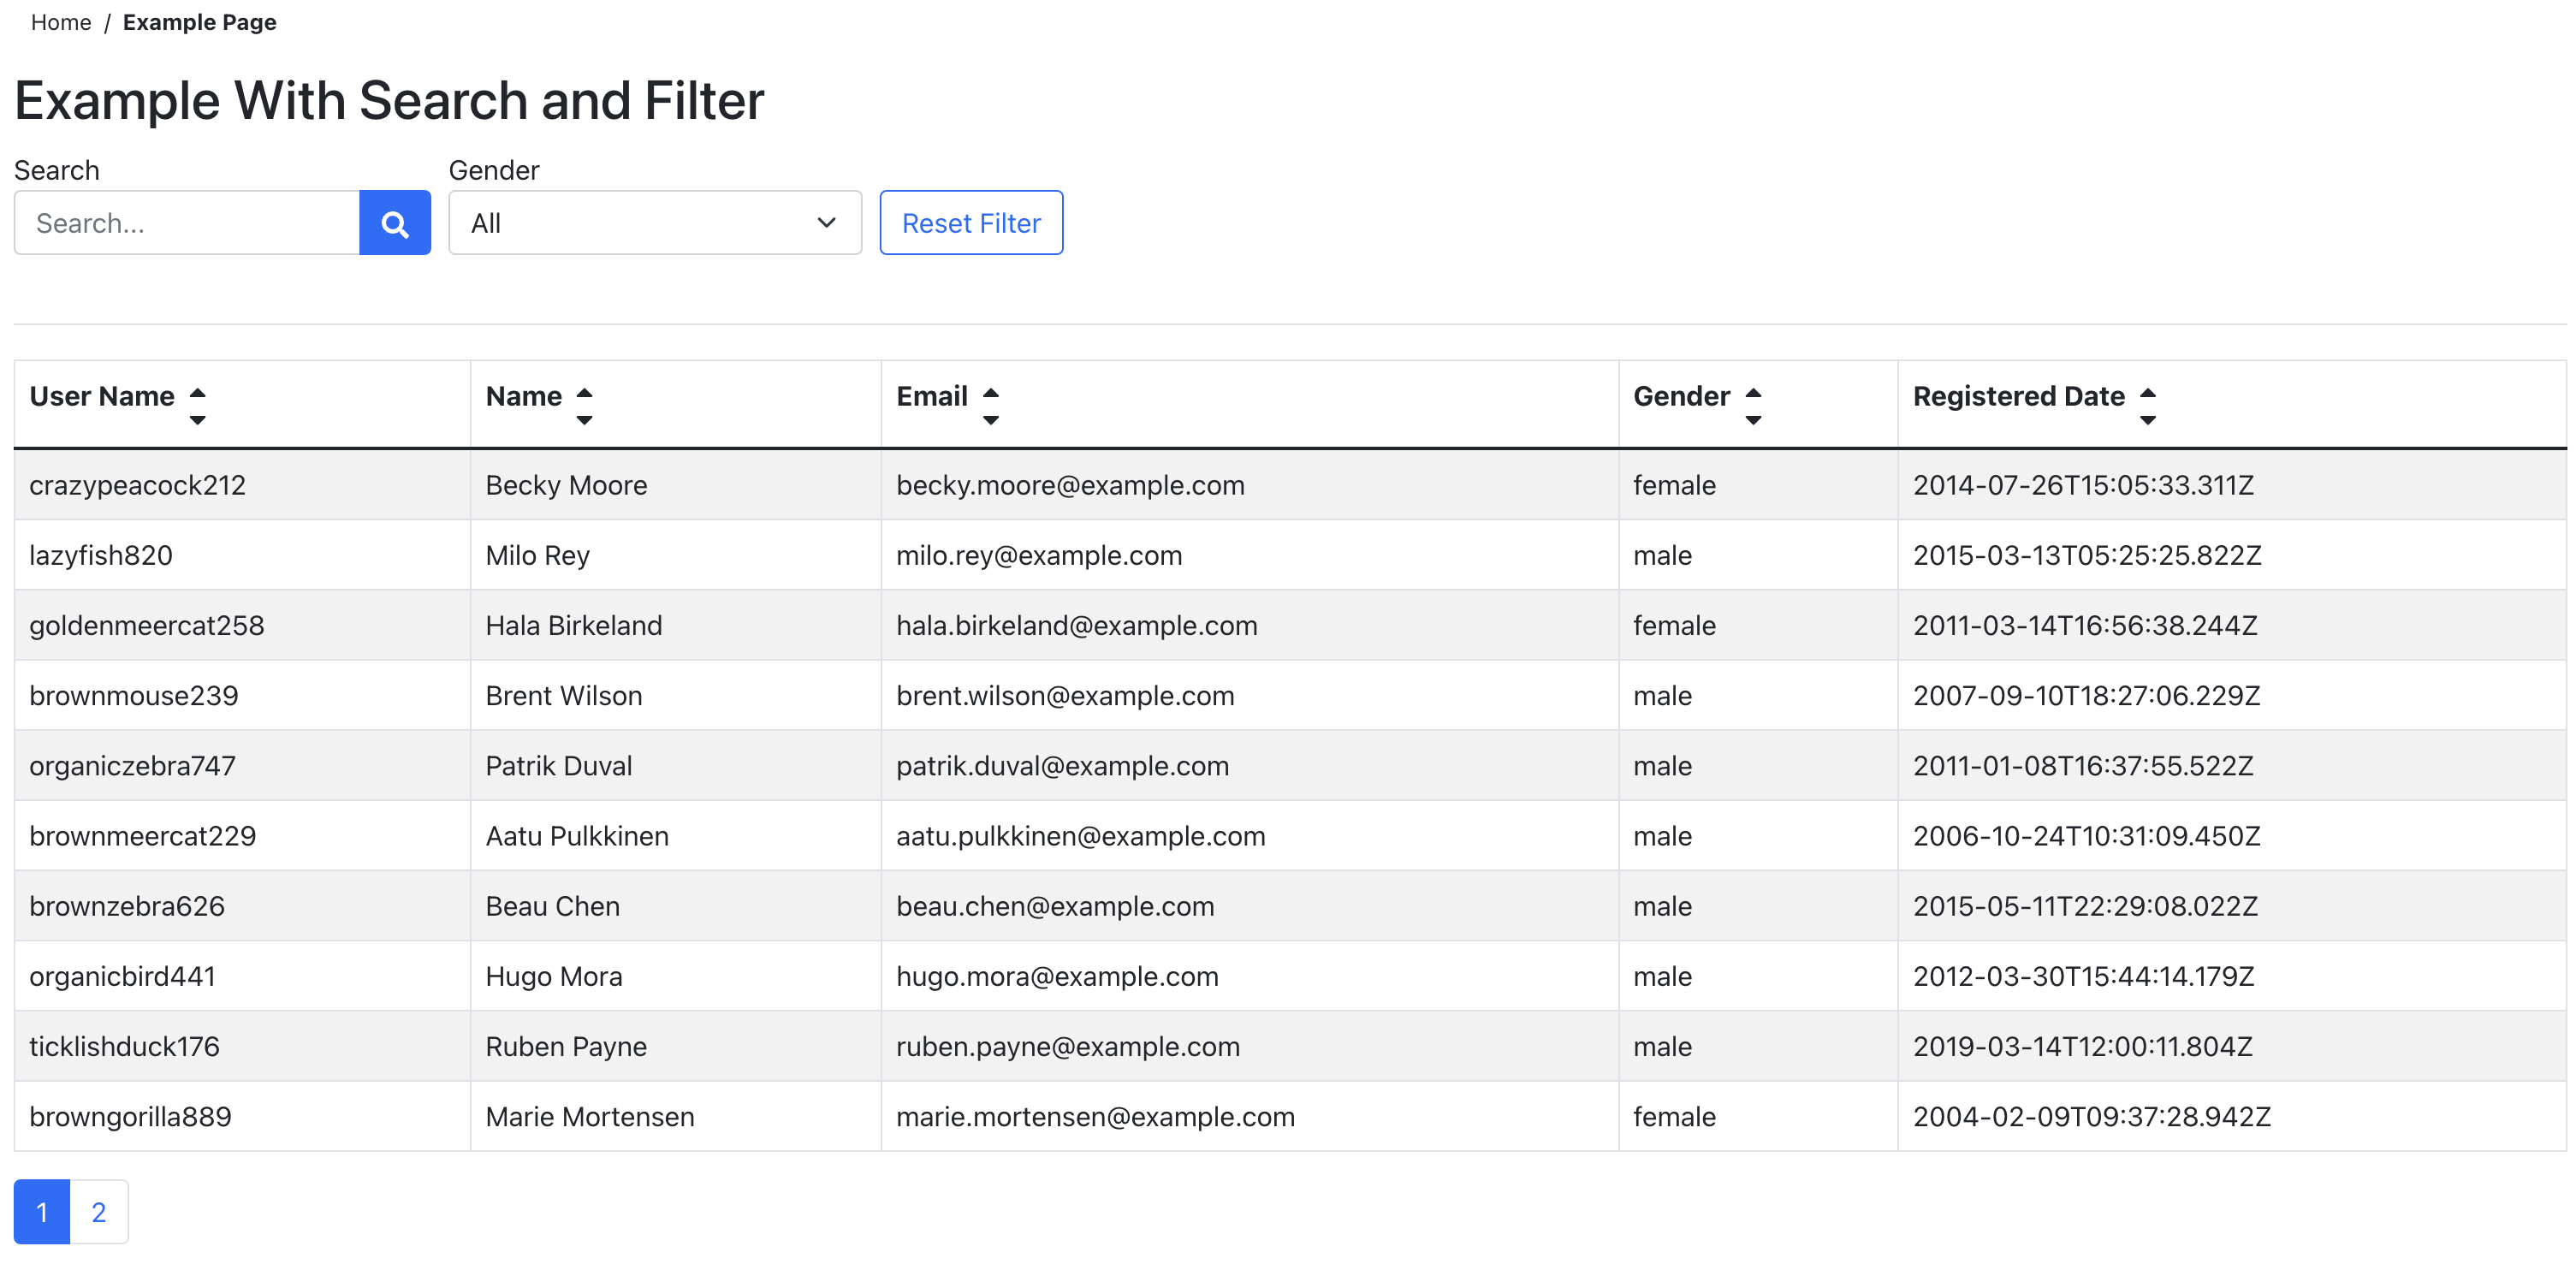 Home / Example Page
Example With Search and Filter
Search Gender
Search... All Reset Filter
User Name Name Email Gender Registered Date
crazypeacock212 Becky Moore becky.moore@example.com female 2014-07-26T15:05:33.311Z
lazyfish820 Milo Rey milo.rey@example.com male 2015-03-13T05:25:25.822Z
goldenmeercat258 Hala Birkeland hala.birkeland@example.com female 2011-03-14T16:56:38.244Z
brownmouse239 Brent Wilson brent.wilson@example.com male 2007-09-10T18:27:06.229Z
organiczebra747 Patrik Duval patrik.duval@example.com male 2011-01-08T16:37:55.522Z
brownmeercat229 Aatu Pulkkinen aatu.pulkkinen@example.com male 2006-10-24T10:31:09.450Z
brownzebra626 Beau Chen beau.chen@example.com male 2015-05-11T22:29:08.022Z
organicbird441 Hugo Mora hugo.mora@example.com male 2012-03-30T15:44:14.179Z
ticklishduck176 Ruben Payne ruben.payne@example.com male 2019-03-14T12:00:11.804Z
browngorilla889 Marie Mortensen marie.mortensen@example.com female 2004-02-09T09:37:28.942Z
1 2